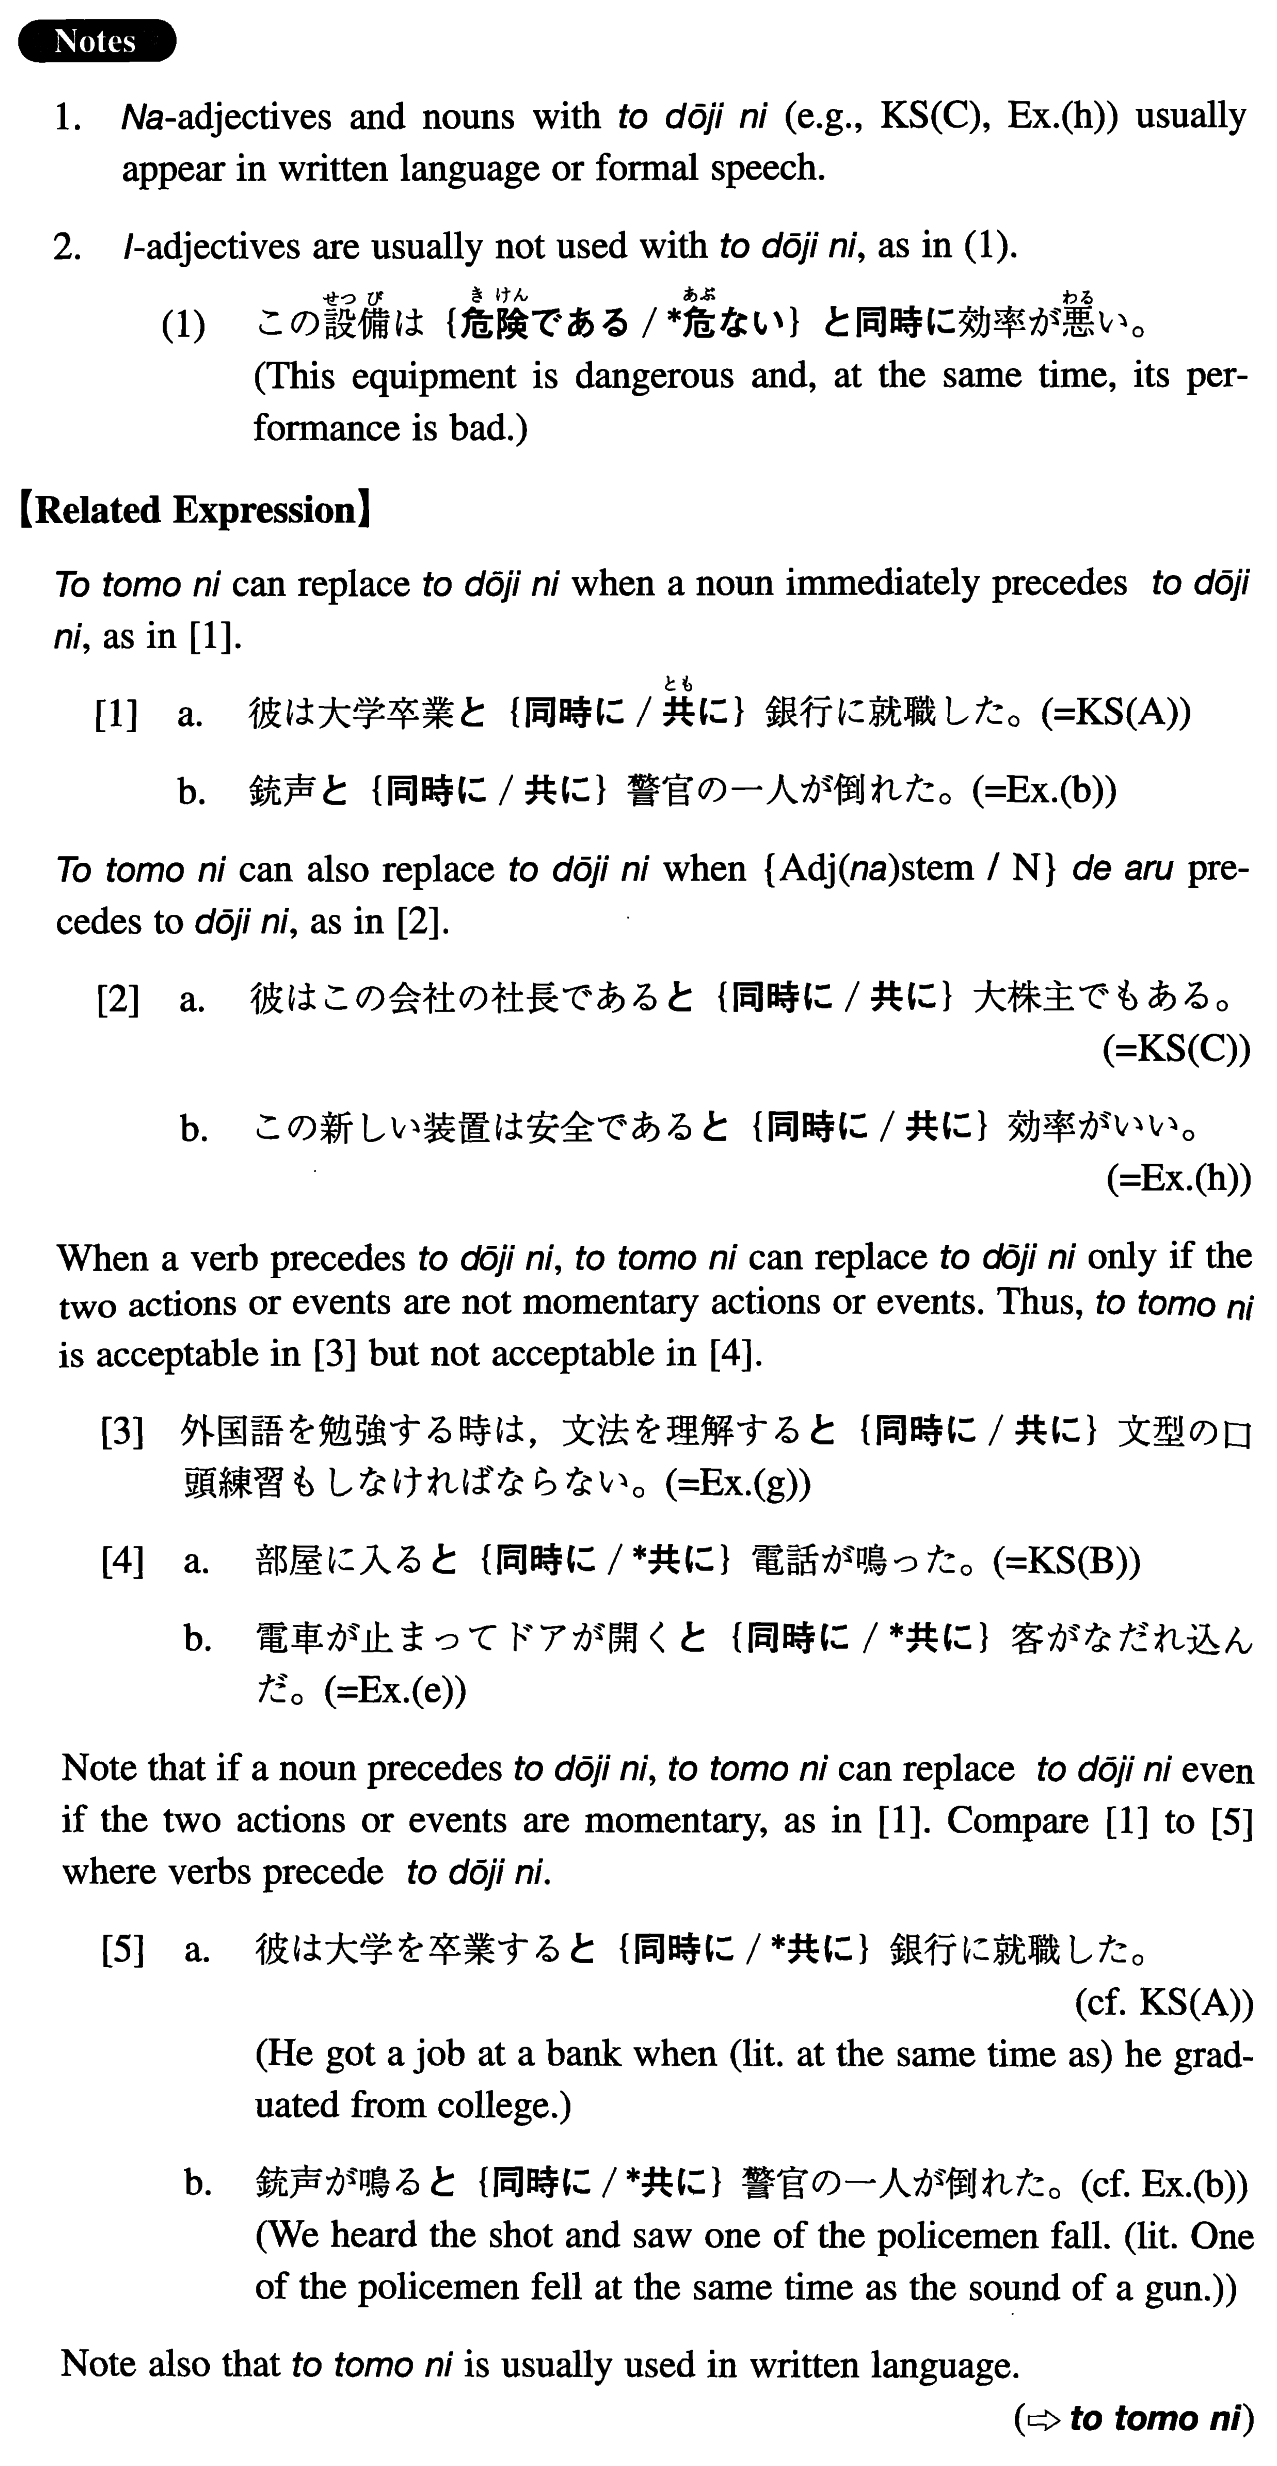 Notes
1. Na-adjectives and nouns with to dōji ni (e.g., KS(C), Ex.(h)) usually
appear in written language or formal speech.
2. I-adjectives are usually not used with to dōji ni, as in (1).
せつ び き けん あぶ わる
(1) この設備は {危険である / *危ない} と同時に効率が悪い。
(This equipment is dangerous and, at the same time, its per-
formance is bad.)
【Related Expression】
To tomo ni can replace to dōji ni when a noun immediately precedes to dōji
ni, as in [1].
とも
[1] a. 彼は大学卒業と {同時に / 共に} 銀行に就職した。(=KS(A))
b. 銃声と {同時に / 共に} 警官の一人が倒れた。(=Ex.(b))
To tomo ni can also replace to dōji ni when {Adj(na)stem / N} de aru pre-
cedes to dōji ni, as in [2].
[2] a. 彼はこの会社の社長であると {同時に / 共に} 大株主でもある。
(=KS(C))
b. この新しい装置は安全であると {同時に / 共に} 効率がいい。
(=Ex.(h))
When a verb precedes to dōji ni, to tomo ni can replace to dōji ni only if the
two actions or events are not momentary actions or events. Thus, to tomo ni
is acceptable in [3] but not acceptable in [4].
[3] 外国語を勉強する時は，文法を理解すると {同時に / 共に} 文型の口
頭練習もしなければならない。(=Ex.(g))
[4] a. 部屋に入ると {同時に / *共に} 電話が鳴った。(=KS(B))
b. 電車が止まってドアが開くと {同時に / *共に} 客がなだれ込ん
だ。(=Ex.(e))
Note that if a noun precedes to dōji ni, to tomo ni can replace to dōji ni even
if the two actions or events are momentary, as in [1]. Compare [1] to [5]
where verbs precede to dōji ni.
[5] a. 彼は大学を卒業すると {同時に / *共に} 銀行に就職した。
(cf. KS(A))
(He got a job at a bank when (lit. at the same time as) he grad-
uated from college.)
b. 銃声が鳴ると {同時に / *共に} 警官の一人が倒れた。(cf. Ex.(b))
(We heard the shot and saw one of the policemen fall. (lit. One
of the policemen fell at the same time as the sound of a gun.))
Note also that to tomo ni is usually used in written language.
(⇨ to tomo ni)